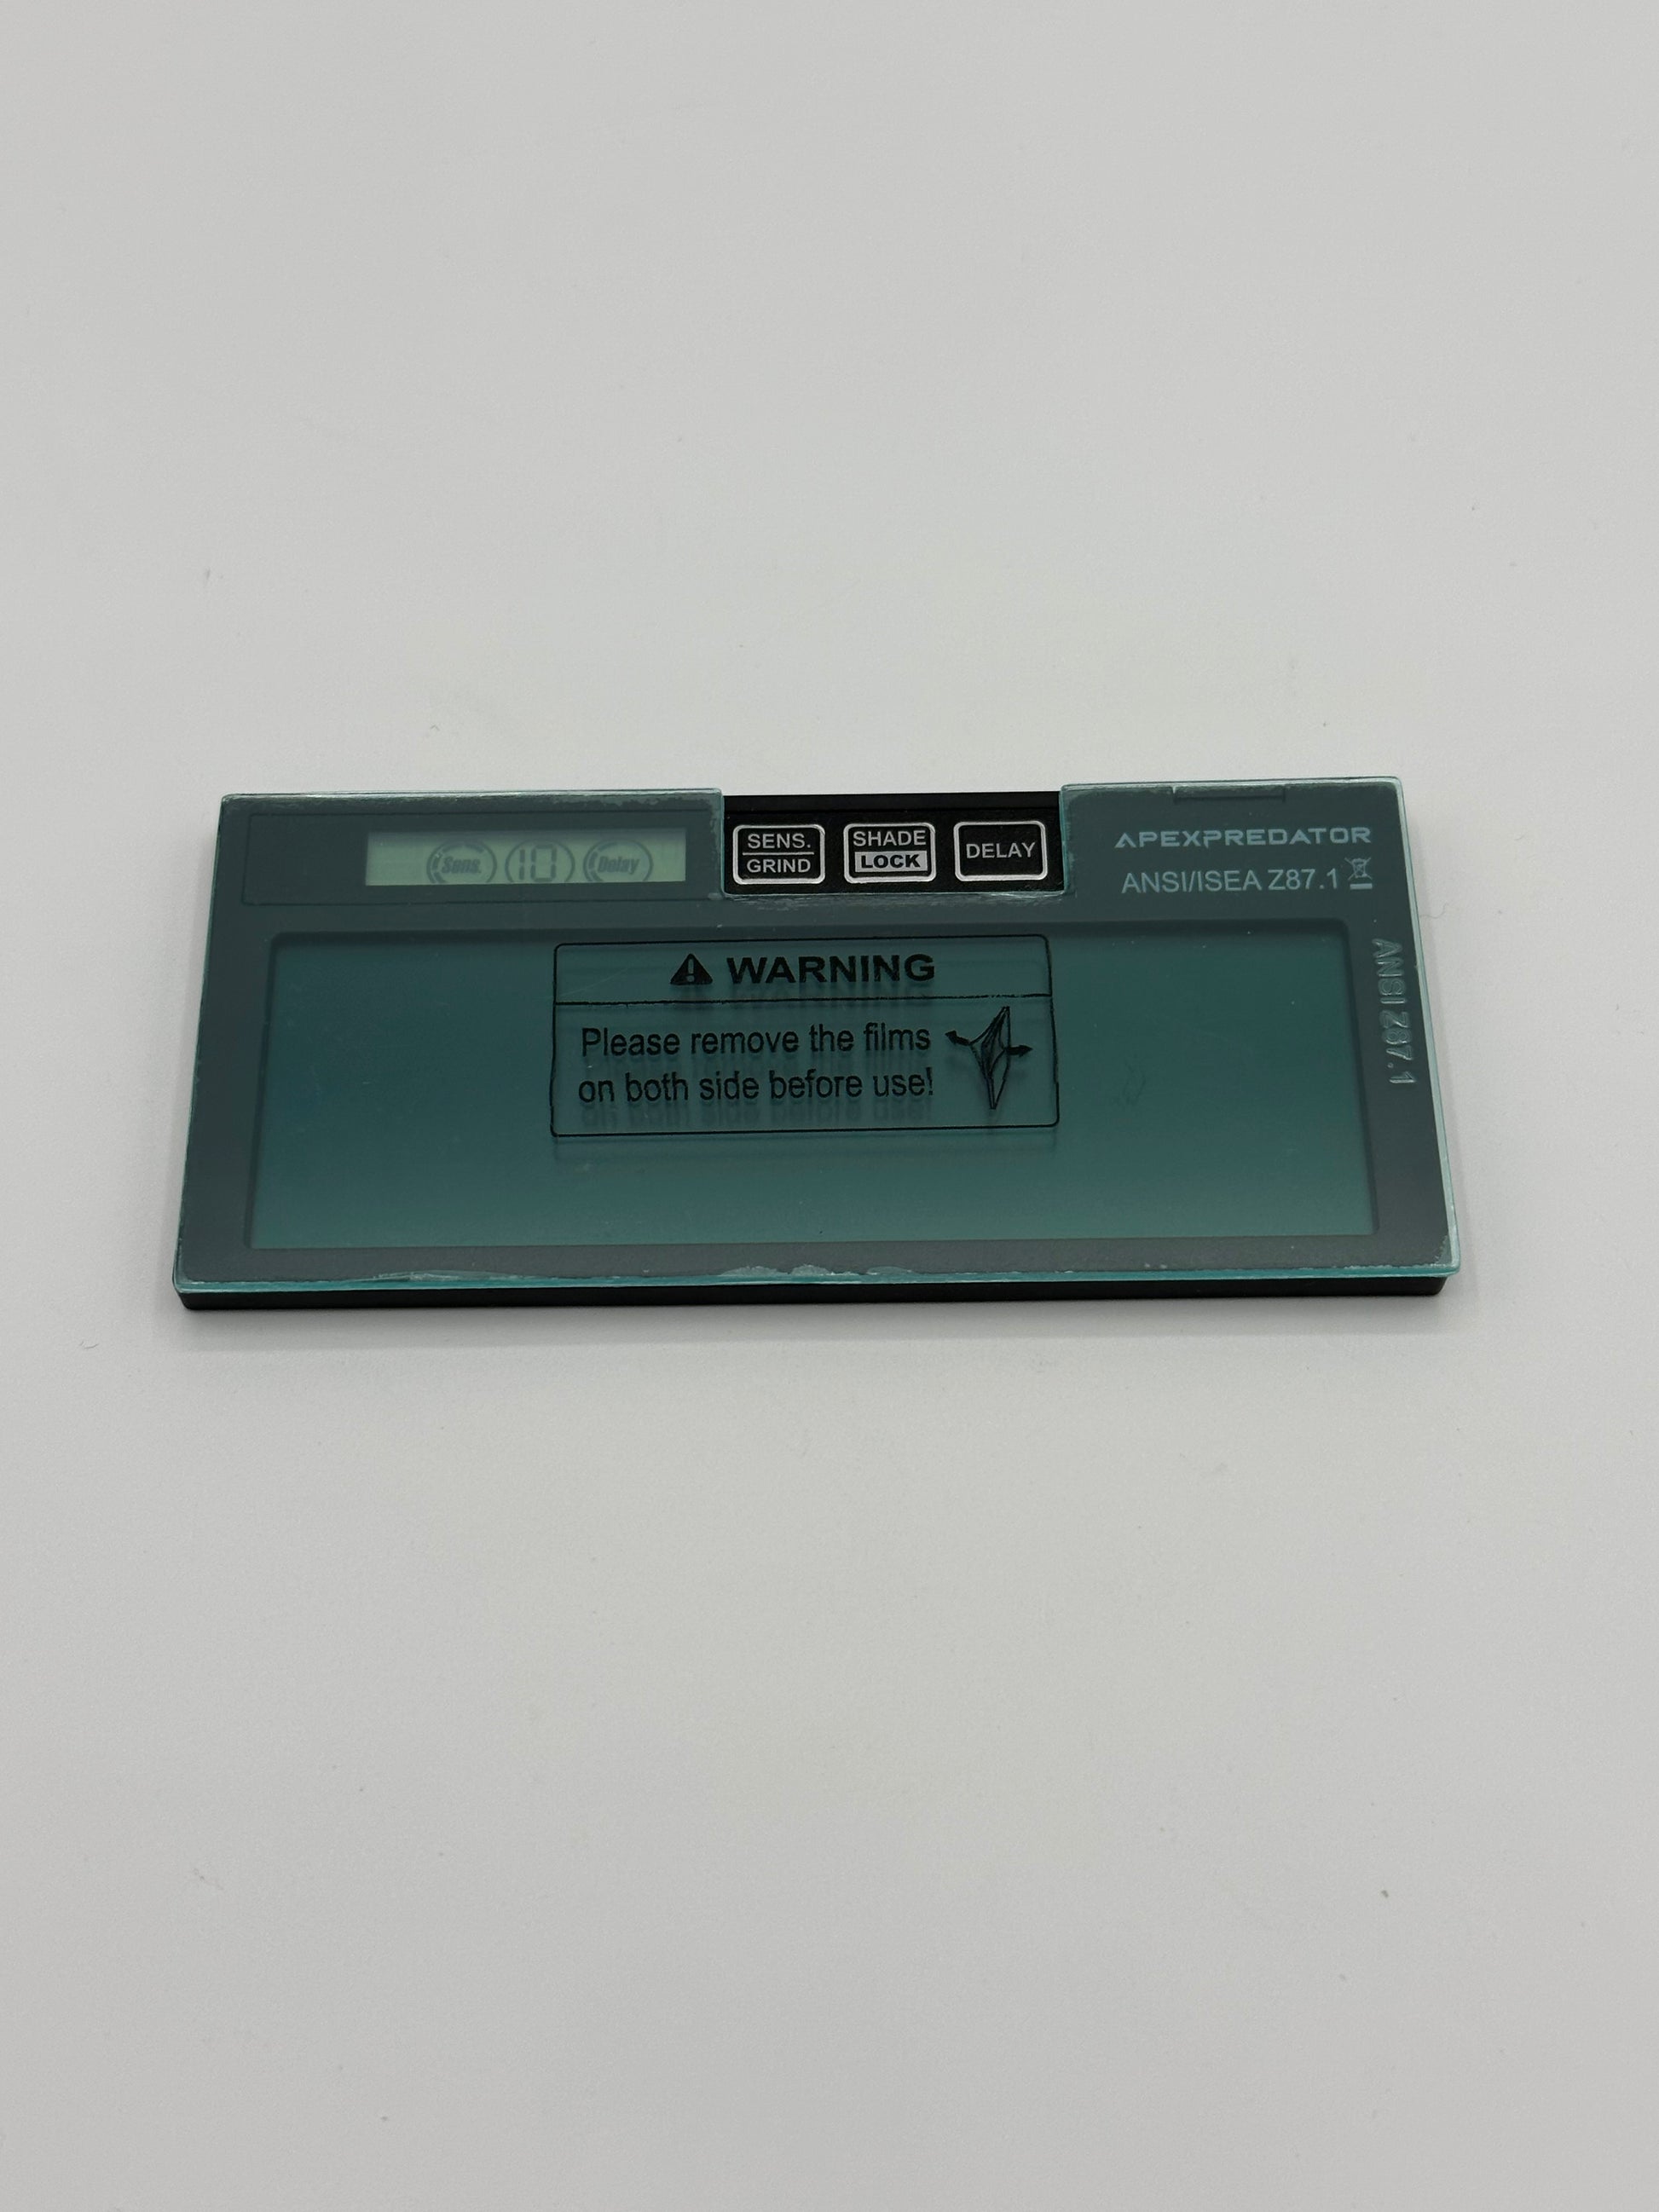 Sens. 10 Delay
SENS.
GRIND
SHADE
LOCK
DELAY
APEXPREDATOR
ANSI/ISEA Z87.1
WARNING
Please remove the films
on both side before use!
ANSI Z87.1